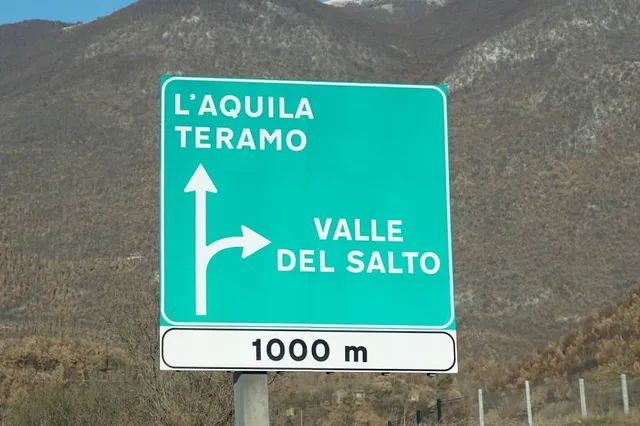 L'AQUILA
TERAMO
VALLE
DEL SALTO
1000 m